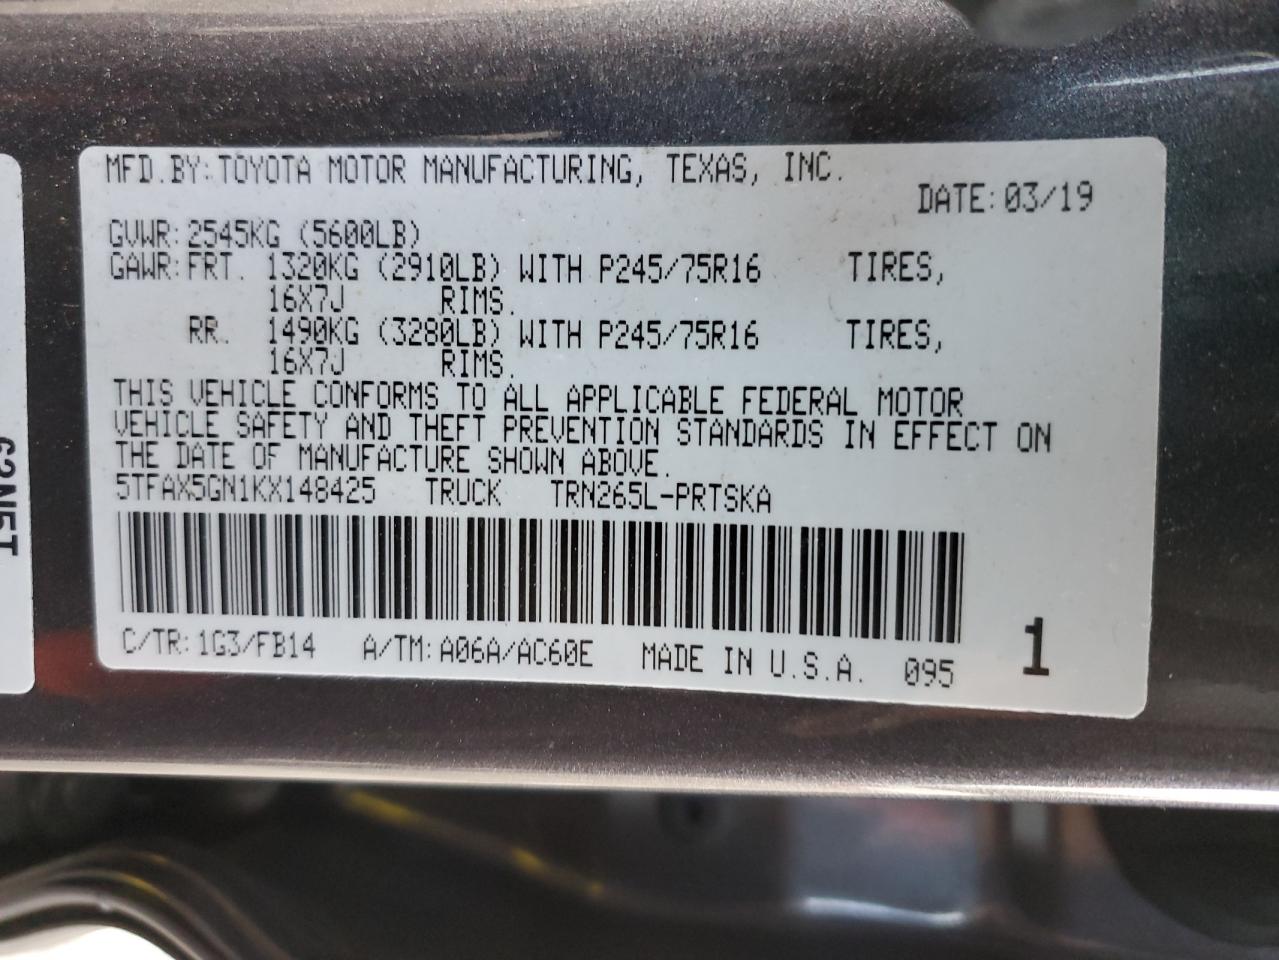 MFD.BY:TOYOTA MOTOR MANUFACTURING, TEXAS, INC.
DATE:03/19
GVWR:2545KG (5600LB)
GAWR:FRT. 1320KG (2910LB) WITH P245/75R16 TIRES,
16X7J RIMS.
RR. 1490KG (3280LB) WITH P245/75R16 TIRES,
16X7J RIMS.
THIS VEHICLE CONFORMS TO ALL APPLICABLE FEDERAL MOTOR
VEHICLE SAFETY AND THEFT PREVENTION STANDARDS IN EFFECT ON
THE DATE OF MANUFACTURE SHOWN ABOVE.
5TFAX5GN1KX148425 TRUCK TRN265L-PRTSKA
C/TR:1G3/FB14 A/TM:A06A/AC60E MADE IN U.S.A. 095
1